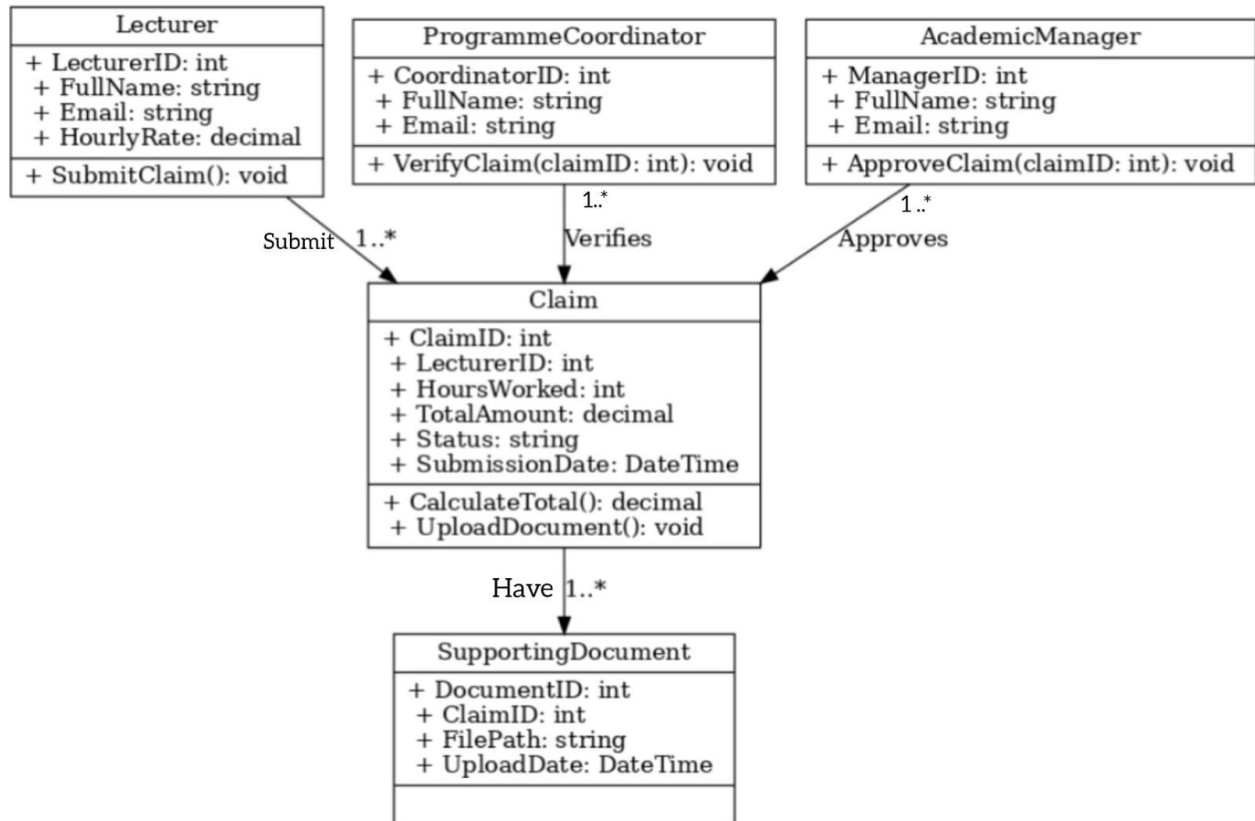 Lecturer
+ LecturerID: int
+ FullName: string
+ Email: string
+ HourlyRate: decimal
+ SubmitClaim(): void
ProgrammeCoordinator
+ CoordinatorID: int
+ FullName: string
+ Email: string
+ VerifyClaim(claimID: int): void
AcademicManager
+ ManagerID: int
+ FullName: string
+ Email: string
+ ApproveClaim(claimID: int): void
Submit 1..*
1..*
Verifies
1..*
Approves
Claim
+ ClaimID: int
+ LecturerID: int
+ HoursWorked: int
+ TotalAmount: decimal
+ Status: string
+ SubmissionDate: DateTime
+ CalculateTotal(): decimal
+ UploadDocument(): void
Have 1..*
SupportingDocument
+ DocumentID: int
+ ClaimID: int
+ FilePath: string
+ UploadDate: DateTime